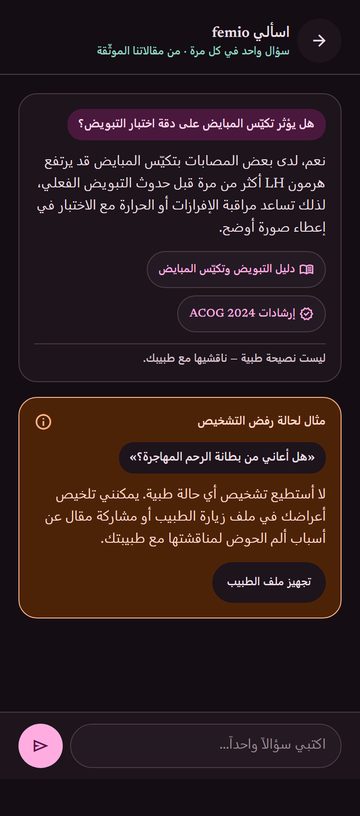 اسألي femio
سؤال واحد في كل مرة · من مقالاتنا الموثّقة
هل يؤثر تكيّس المبايض على دقة اختبار التبويض؟
نعم، لدى بعض المصابات بتكيّس المبايض قد يرتفع
هرمون LH أكثر من مرة قبل حدوث التبويض الفعلي،
لذلك تساعد مراقبة الإفرازات أو الحرارة مع الاختبار في
إعطاء صورة أوضح.
دليل التبويض وتكيّس المبايض
إرشادات ACOG 2024
ليست نصيحة طبية – ناقشيها مع طبيبك.
مثال لحالة رفض التشخيص
«هل أعاني من بطانة الرحم المهاجرة؟»
لا أستطيع تشخيص أي حالة طبية. يمكنني تلخيص
أعراضك في ملف زيارة الطبيب أو مشاركة مقال عن
أسباب ألم الحوض لمناقشتها مع طبيبتك.
تجهيز ملف الطبيب
اكتبي سؤالاً واحداً...